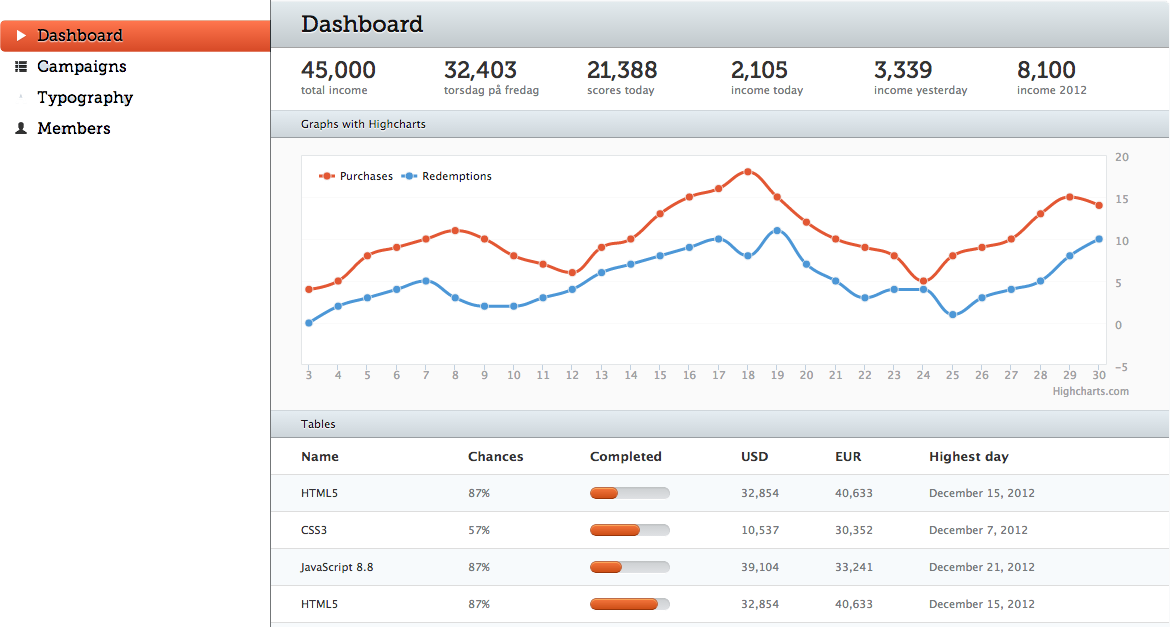 Dashboard
Campaigns
Typography
Members
Dashboard
45,000 32,403 21,388 2,105 3,339 8,100
total income torsdag på fredag scores today income today income yesterday income 2012
Graphs with Highcharts
Purchases Redemptions
20
15
10
5
0
-5
3 4 5 6 7 8 9 10 11 12 13 14 15 16 17 18 19 20 21 22 23 24 25 26 27 28 29 30
Highcharts.com
Tables
Name Chances Completed USD EUR Highest day
HTML5 87% 32,854 40,633 December 15, 2012
CSS3 57% 10,537 30,352 December 7, 2012
JavaScript 8.8 87% 39,104 33,241 December 21, 2012
HTML5 87% 32,854 40,633 December 15, 2012